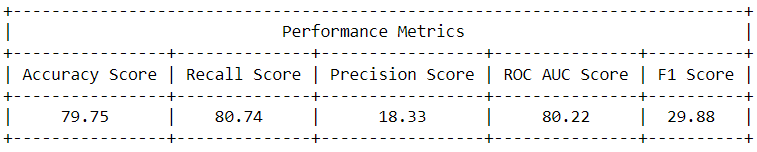 Performance Metrics
Accuracy Score | Recall Score | Precision Score | ROC AUC Score | F1 Score
79.75 | 80.74 | 18.33 | 80.22 | 29.88